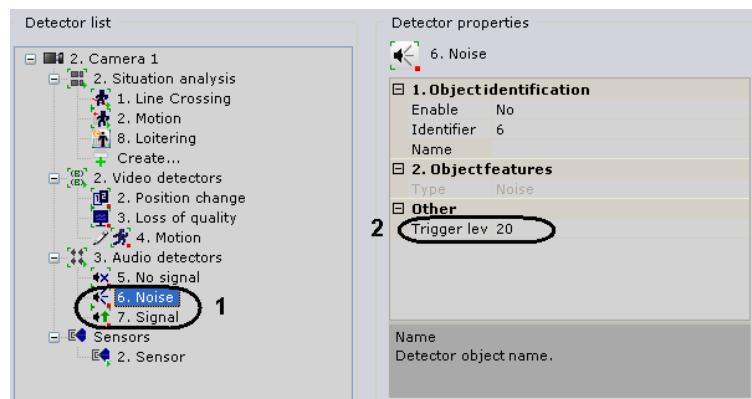 Detector list
2. Camera 1
2. Situation analysis
1. Line Crossing
2. Motion
8. Loitering
Create...
2. Video detectors
2. Position change
3. Loss of quality
4. Motion
3. Audio detectors
5. No signal
6. Noise
7. Signal
1
Sensors
2. Sensor
Detector properties
6. Noise
1. Object identification
Enable No
Identifier 6
Name
2. Object features
Type Noise
Other
2
Trigger lev 20
Name
Detector object name.